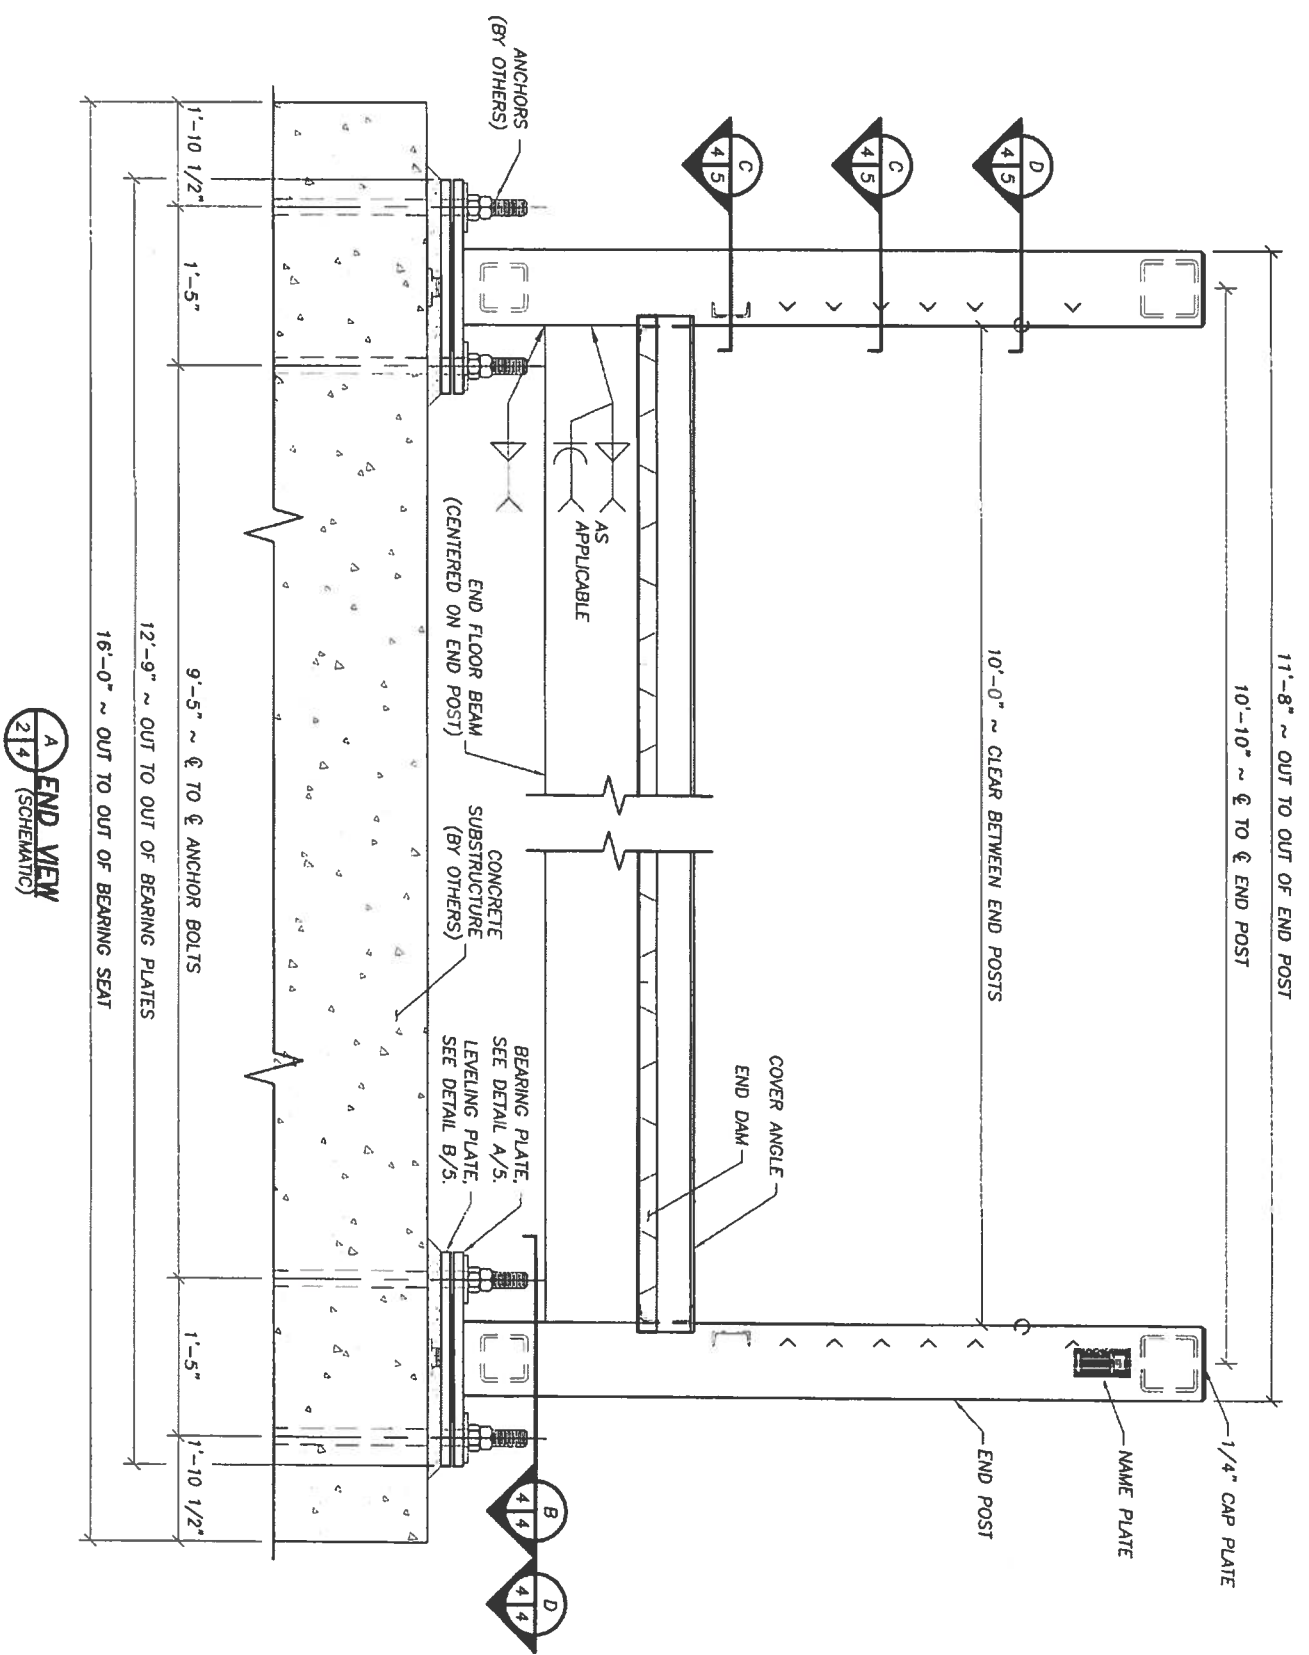 11'-8" ~ OUT TO OUT OF END POST
10'-10" ~ ℄ TO ℄ END POST
1/4" CAP PLATE
NAME PLATE
END POST
D
4 5
C
4 5
C
4 5
10'-0" ~ CLEAR BETWEEN END POSTS
COVER ANGLE
END DAM
ANCHORS
(BY OTHERS)
AS
APPLICABLE
END FLOOR BEAM
(CENTERED ON END POST)
CONCRETE
SUBSTRUCTURE
(BY OTHERS)
BEARING PLATE,
SEE DETAIL A/5.
LEVELING PLATE,
SEE DETAIL B/5.
B
4 4
D
4 4
1'-10 1/2"
1'-5"
9'-5" ~ ℄ TO ℄ ANCHOR BOLTS
1'-5"
1'-10 1/2"
12'-9" ~ OUT TO OUT OF BEARING PLATES
16'-0" ~ OUT TO OUT OF BEARING SEAT
A
2 4
END VIEW
(SCHEMATIC)